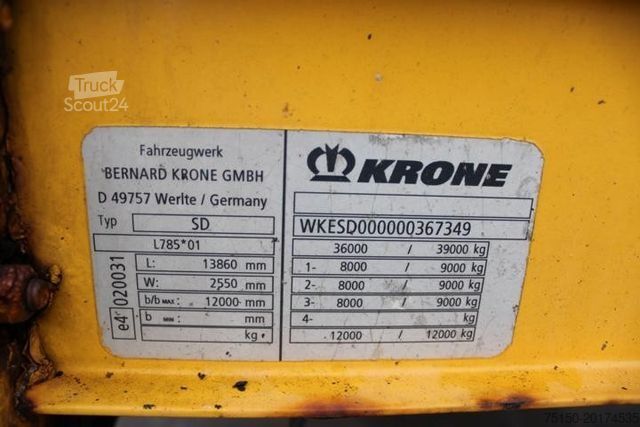 Truck
Scout24
Fahrzeugwerk
BERNARD KRONE GMBH
D 49757 Werlte / Germany
Typ SD
L785*01
L: 13860 mm
W: 2550 mm
b/b MAX: 12000 mm
b MIN: mm
kg
e4* 020031
KRONE
WKESD000000367349
36000 / 39000 kg
1- 8000 / 9000 kg
2- 8000 / 9000 kg
3- 8000 / 9000 kg
4- / kg
12000 / 12000 kg
75150-20174535